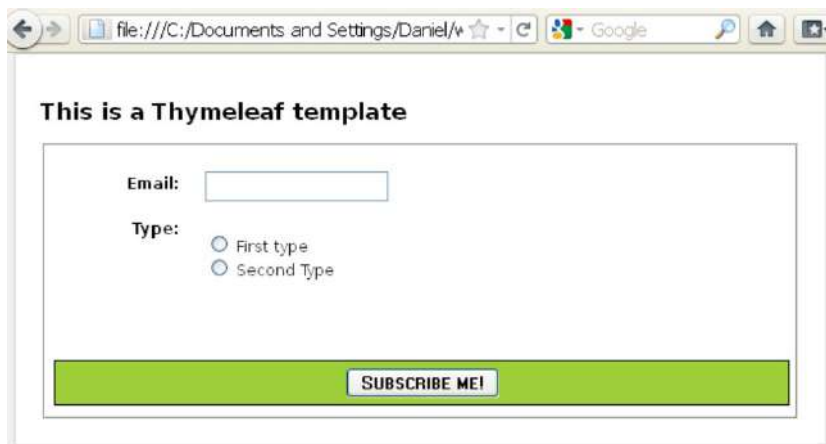 file:///C:/Documents and Settings/Daniel/w
Google
This is a Thymeleaf template
Email:
Type:
First type
Second Type
SUBSCRIBE ME!